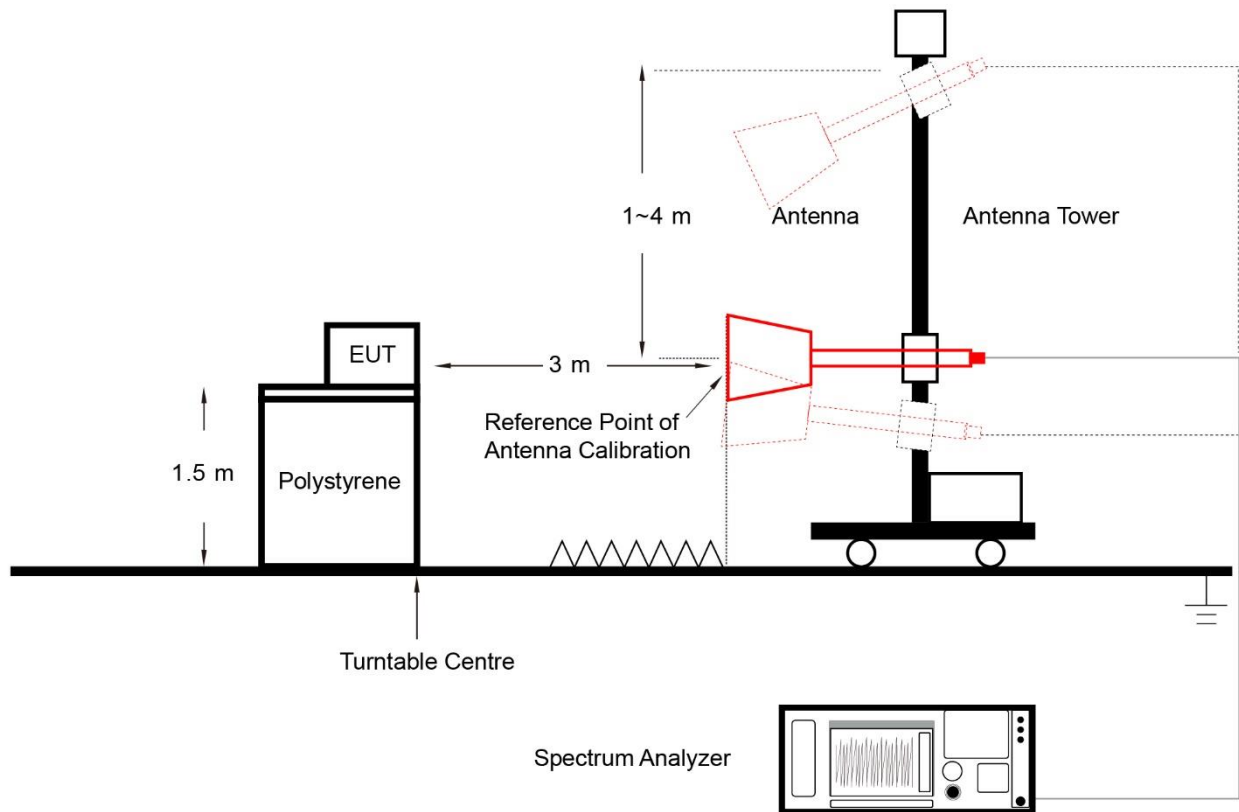 1~4 m
Antenna
Antenna Tower
EUT
3 m
Reference Point of
Antenna Calibration
1.5 m
Polystyrene
Turntable Centre
Spectrum Analyzer